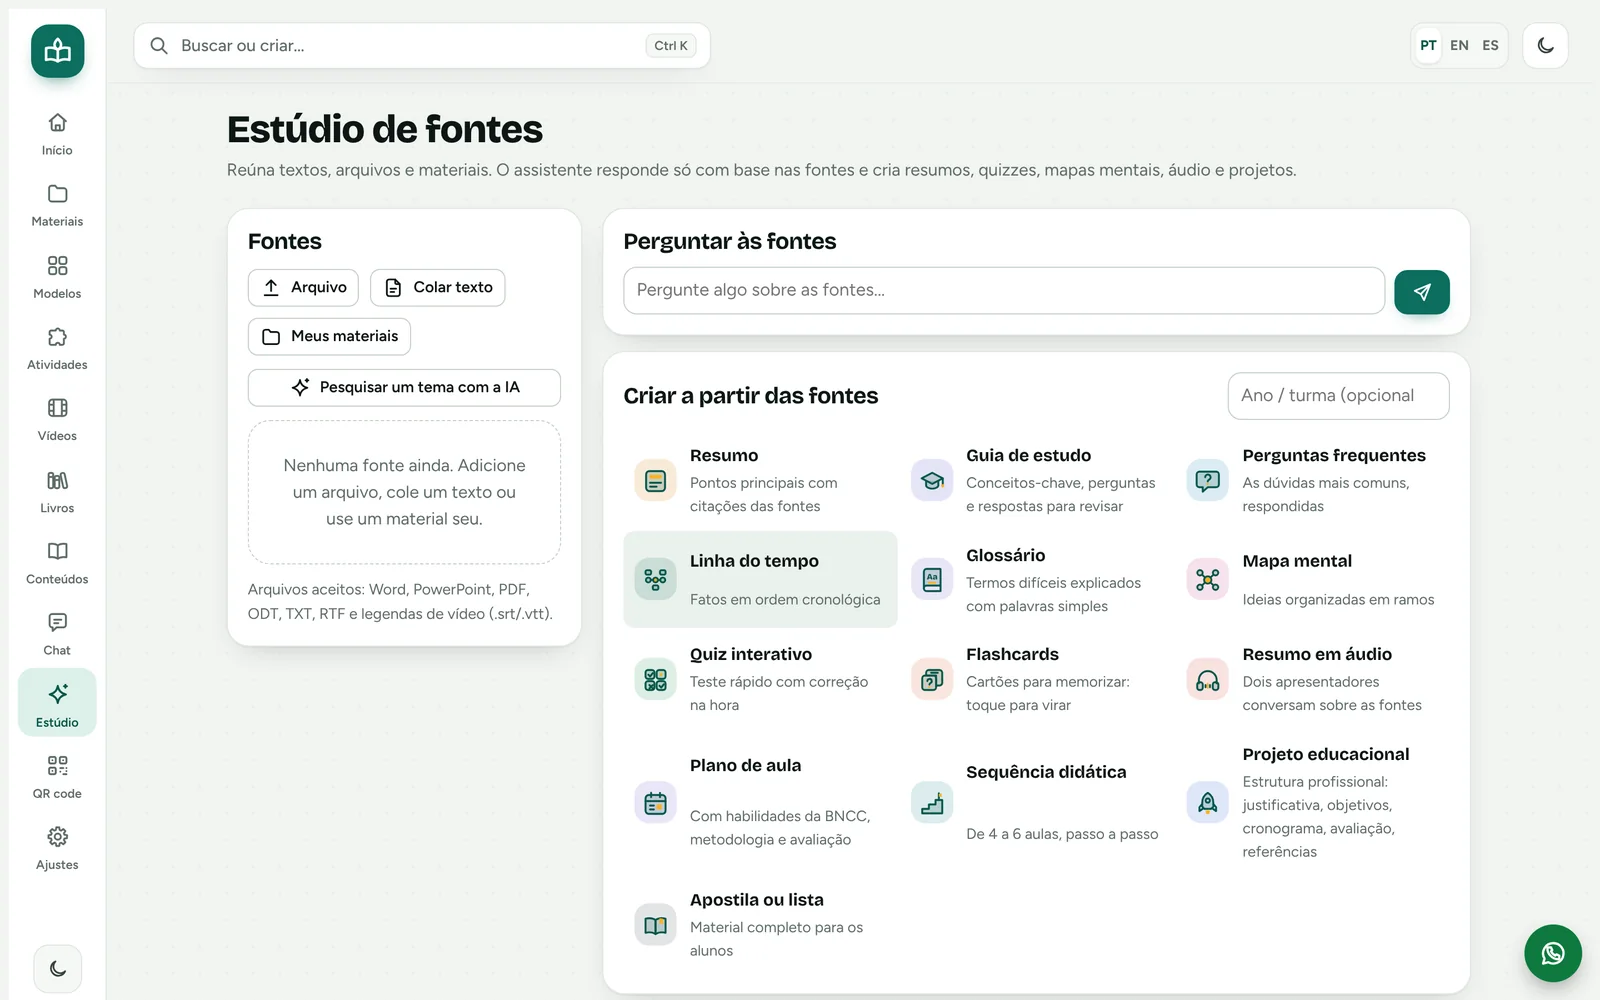 Início
Materiais
Modelos
Atividades
Vídeos
Livros
Conteúdos
Chat
Estúdio
QR code
Ajustes
Buscar ou criar...
Ctrl K
PT EN ES
Estúdio de fontes
Reúna textos, arquivos e materiais. O assistente responde só com base nas fontes e cria resumos, quizzes, mapas mentais, áudio e projetos.
Fontes
Arquivo
Colar texto
Meus materiais
Pesquisar um tema com a IA
Nenhuma fonte ainda. Adicione
um arquivo, cole um texto ou
use um material seu.
Arquivos aceitos: Word, PowerPoint, PDF,
ODT, TXT, RTF e legendas de vídeo (.srt/.vtt).
Perguntar às fontes
Pergunte algo sobre as fontes...
Criar a partir das fontes
Ano / turma (opcional
Resumo
Pontos principais com
citações das fontes
Guia de estudo
Conceitos-chave, perguntas
e respostas para revisar
Perguntas frequentes
As dúvidas mais comuns,
respondidas
Linha do tempo
Fatos em ordem cronológica
Glossário
Termos difíceis explicados
com palavras simples
Mapa mental
Ideias organizadas em ramos
Quiz interativo
Teste rápido com correção
na hora
Flashcards
Cartões para memorizar:
toque para virar
Resumo em áudio
Dois apresentadores
conversam sobre as fontes
Plano de aula
Com habilidades da BNCC,
metodologia e avaliação
Sequência didática
De 4 a 6 aulas, passo a passo
Projeto educacional
Estrutura profissional:
justificativa, objetivos,
cronograma, avaliação,
referências
Apostila ou lista
Material completo para os
alunos